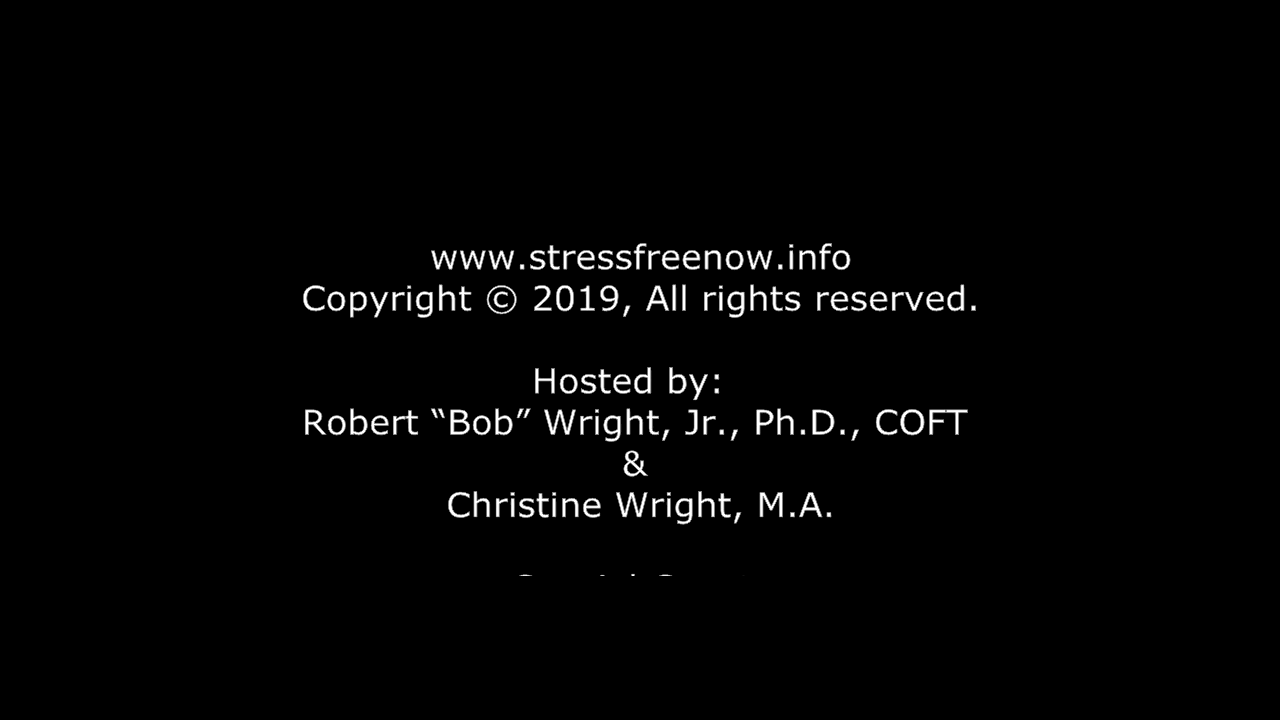 www.stressfreenow.info
Copyright © 2019, All rights reserved.
Hosted by:
Robert “Bob” Wright, Jr., Ph.D., COFT
&
Christine Wright, M.A.